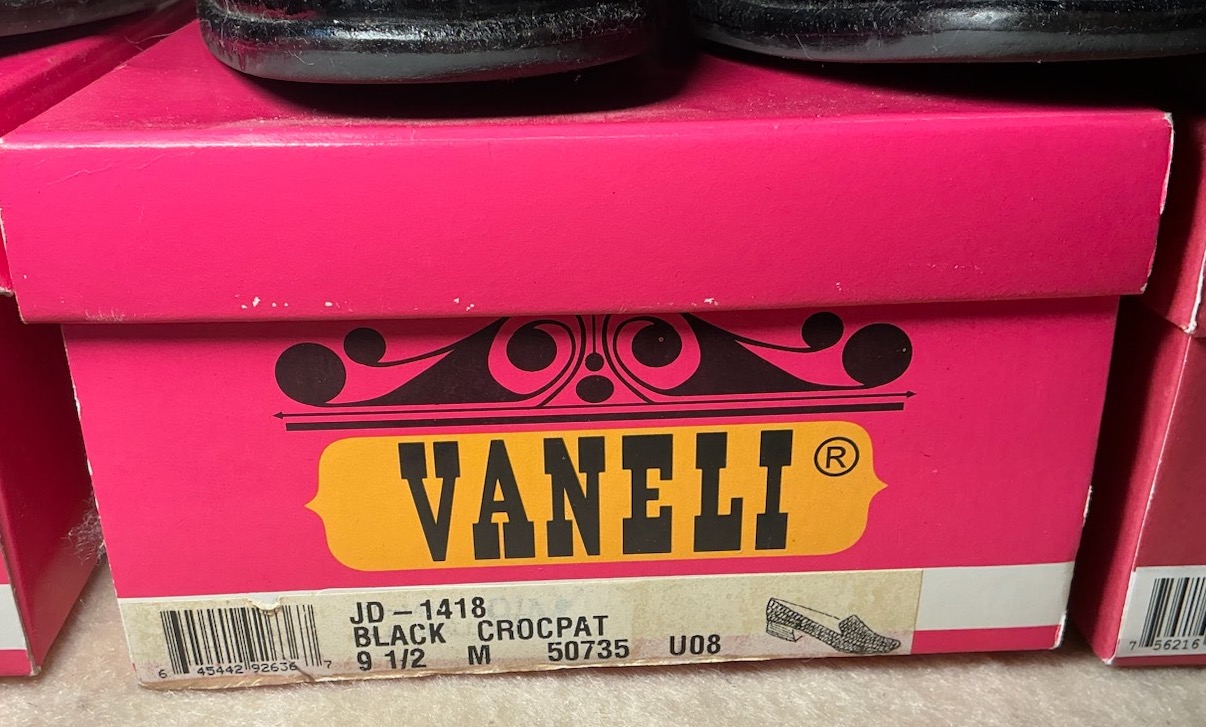 VANELI®
JD-1418
BLACK CROCPAT
9 1/2 M 50735 U08
6 45442 92636 7
7 56216